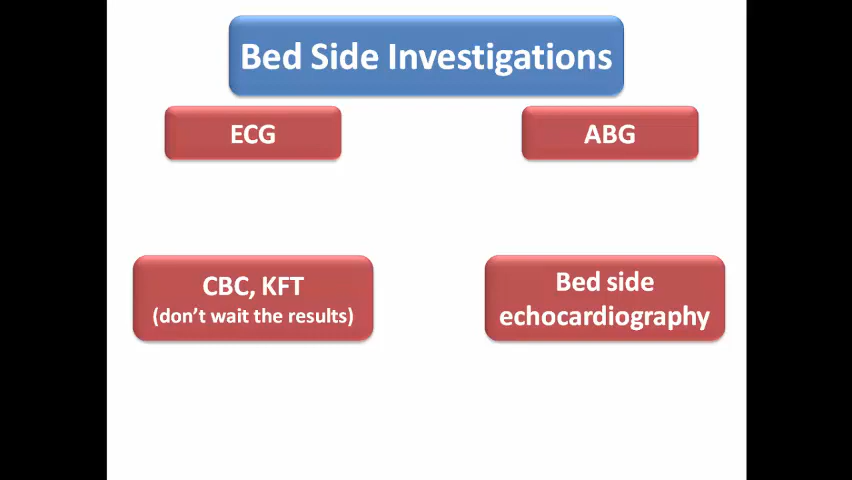 Bed Side Investigations
ECG
ABG
CBC, KFT
(don't wait the results)
Bed side
echocardiography